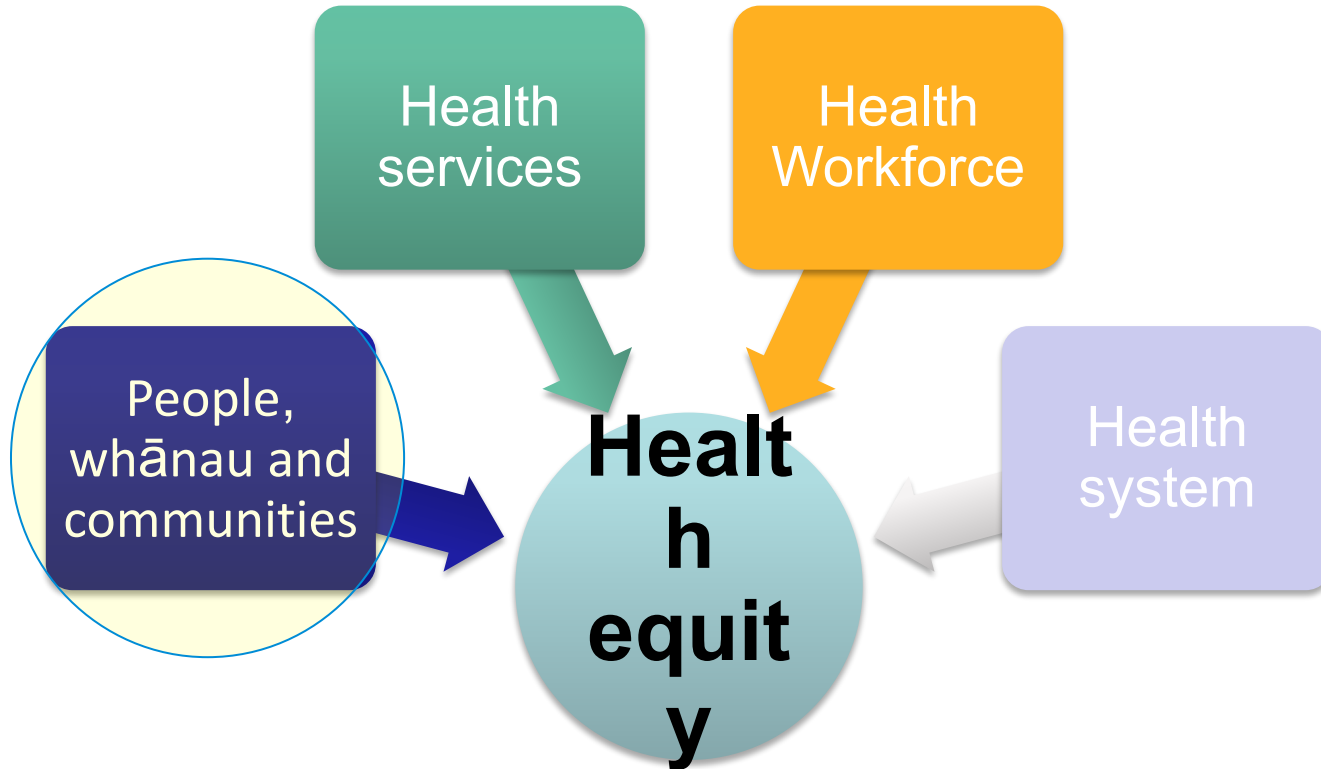 Health
services
Health
Workforce
People,
whānau and
communities
Health
system
Healt
h
equit
y